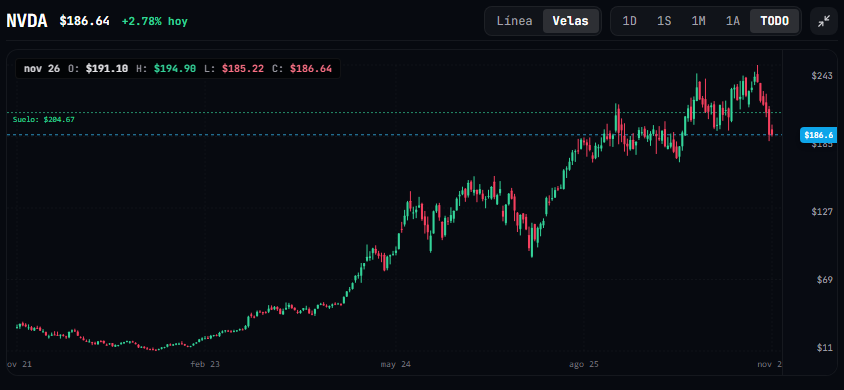 NVDA $186.64 +2.78% hoy Línea Velas 1D 1S 1M 1A TODO
nov 26 O: $191.10 H: $194.90 L: $185.22 C: $186.64
$243
Suelo: $204.67
$186.6
$185
$127
$69
$11
ov 21 feb 23 may 24 ago 25 nov 2